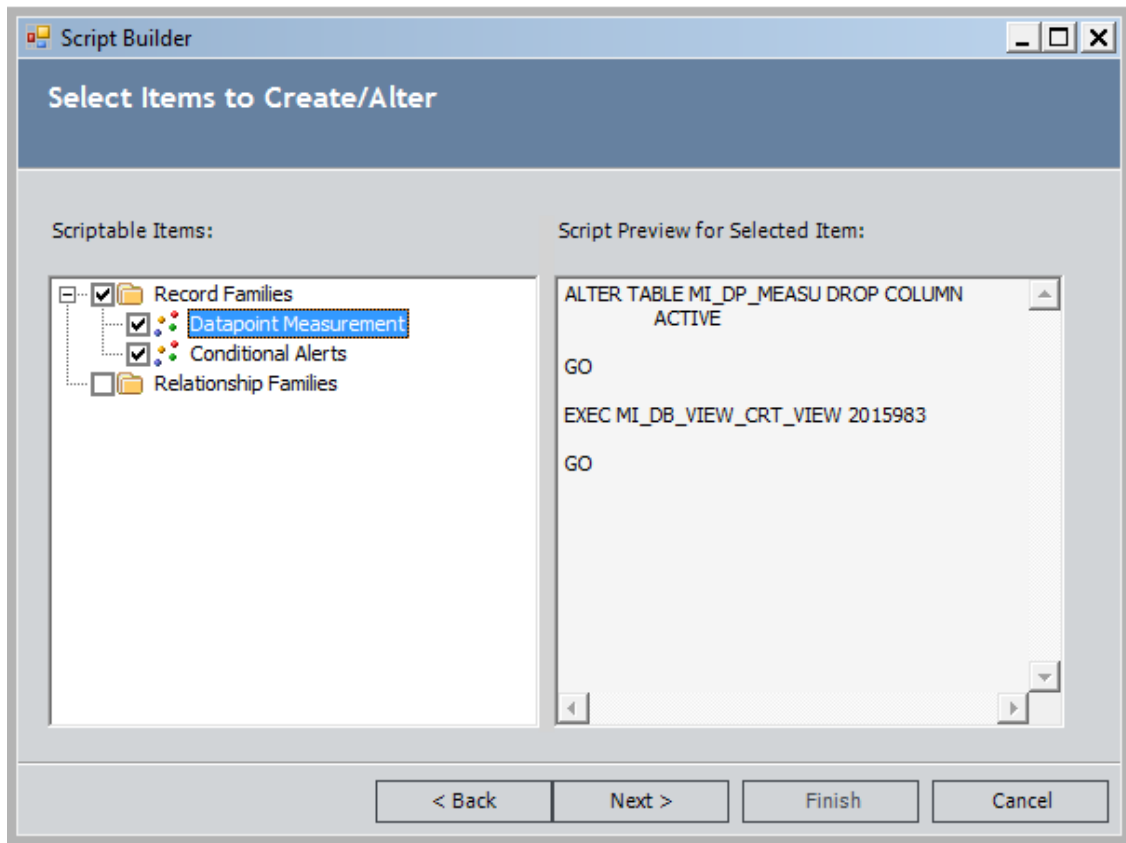 Script Builder
Select Items to Create/Alter
Scriptable Items:
Script Preview for Selected Item:
Record Families
Datapoint Measurement
Conditional Alerts
Relationship Families
ALTER TABLE MI_DP_MEASU DROP COLUMN
ACTIVE
GO
EXEC MI_DB_VIEW_CRT_VIEW 2015983
GO
< Back
Next >
Finish
Cancel